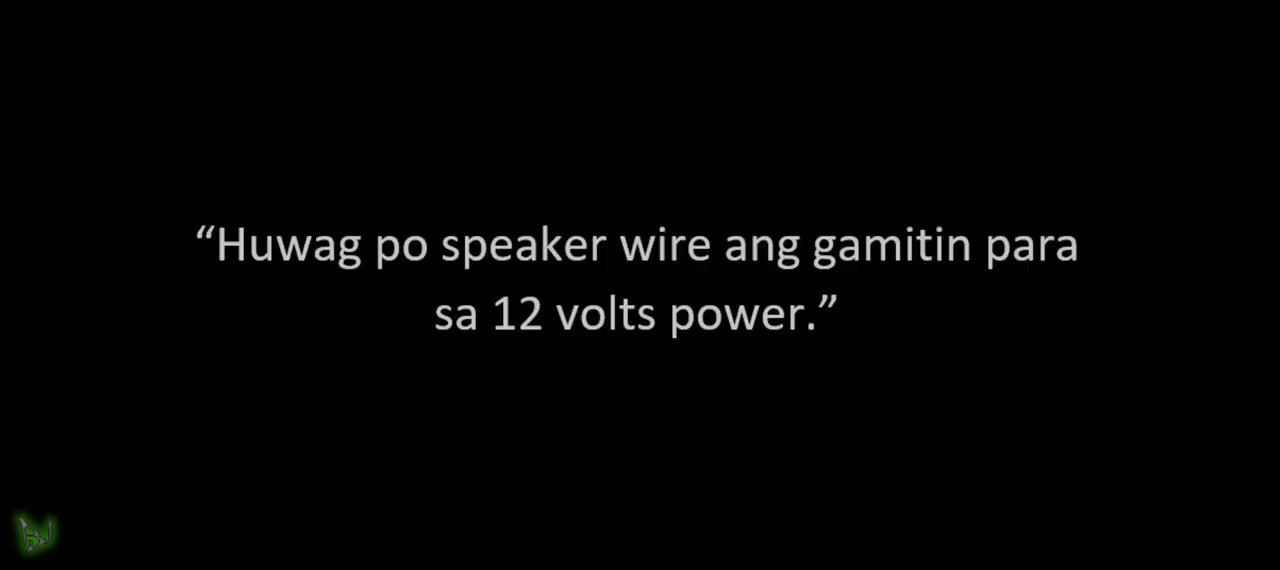 “Huwag po speaker wire ang gamitin para
sa 12 volts power.”